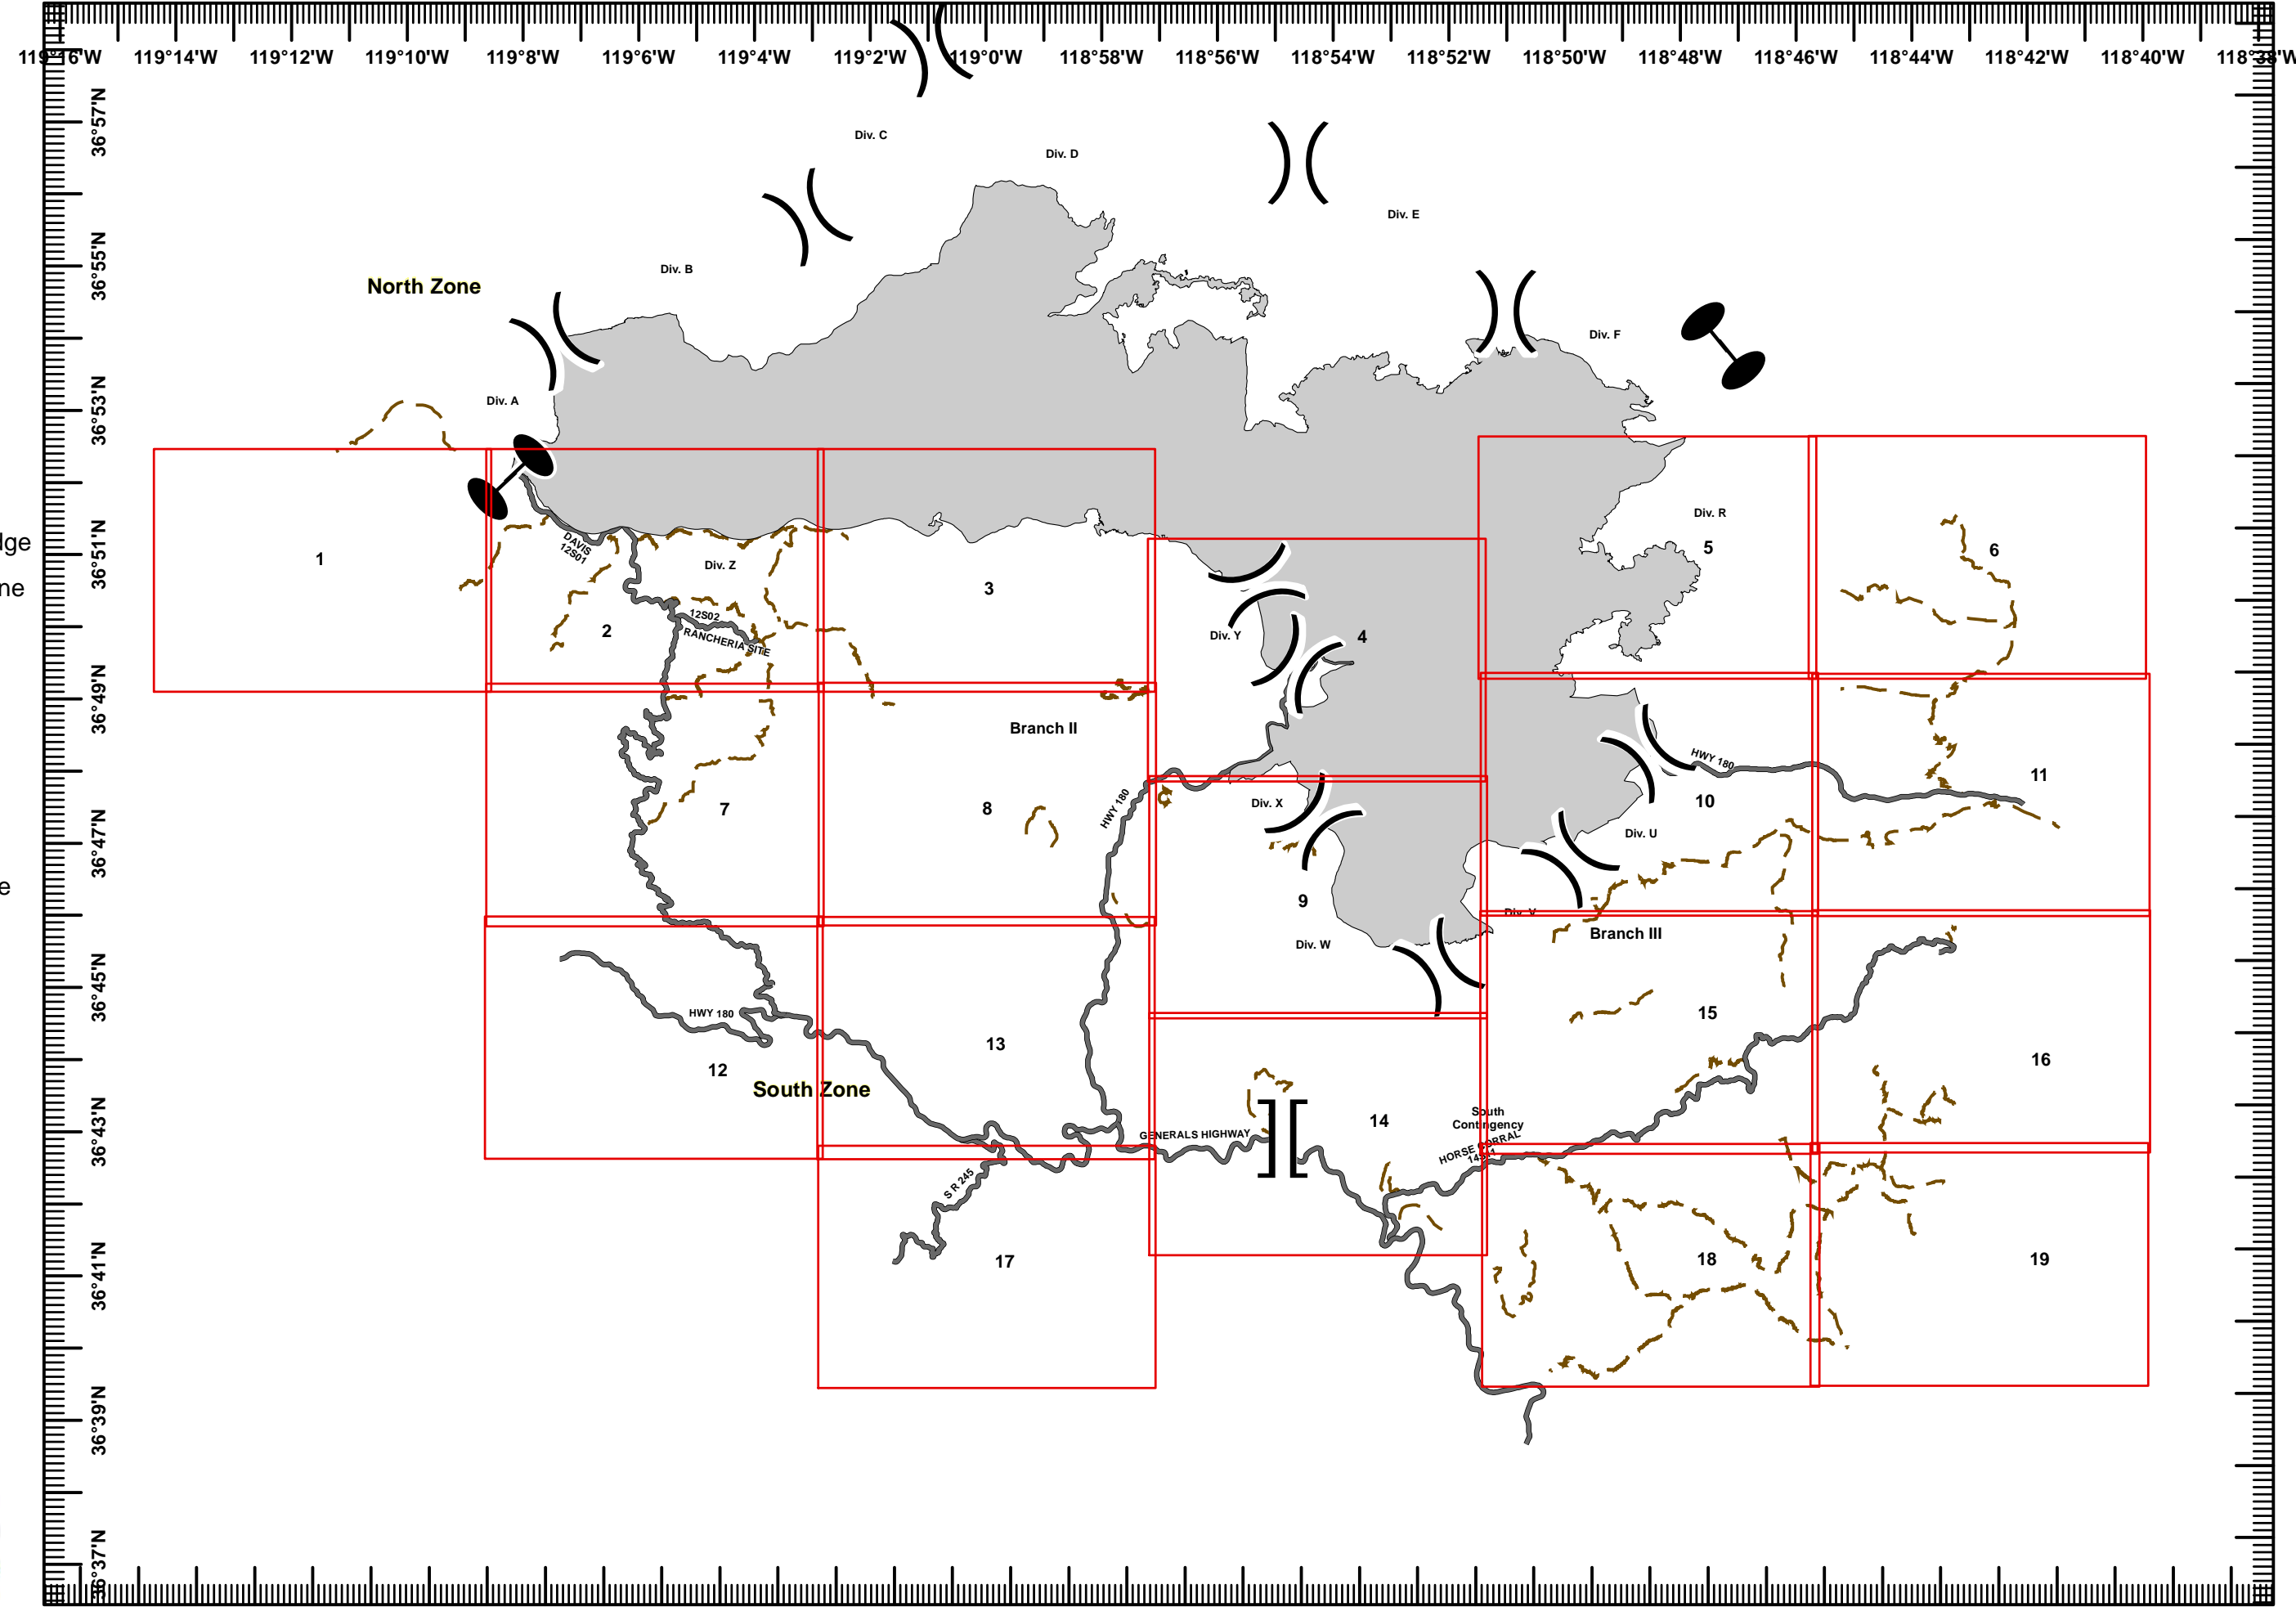 119°16'W 119°14'W 119°12'W 119°10'W 119°8'W 119°6'W 119°4'W 119°2'W 119°0'W 118°58'W 118°56'W 118°54'W 118°52'W 118°50'W 118°48'W 118°46'W 118°44'W 118°42'W 118°40'W 118°38'W
36°57'N
Div. C
Div. D
Div. E
36°55'N
Div. B
North Zone
Div. F
36°53'N
Div. A
Div. R
36°51'N
dge
DAVIS
12S01
1
Div. Z
3
5
6
ne
12S02
2
RANCHERIA SITE
Div. Y
4
36°49'N
Branch II
HWY 180
11
36°47'N
7
8
HWY 180
Div. X
10
Div. U
e
9
Div. V
Branch III
Div. W
36°45'N
HWY 180
15
13
12
16
South Zone
36°43'N
South
Contingency
14
GENERALS HIGHWAY
HORSE CORRAL
14S11
S R 245
36°41'N
17
18
19
36°39'N
36°37'N